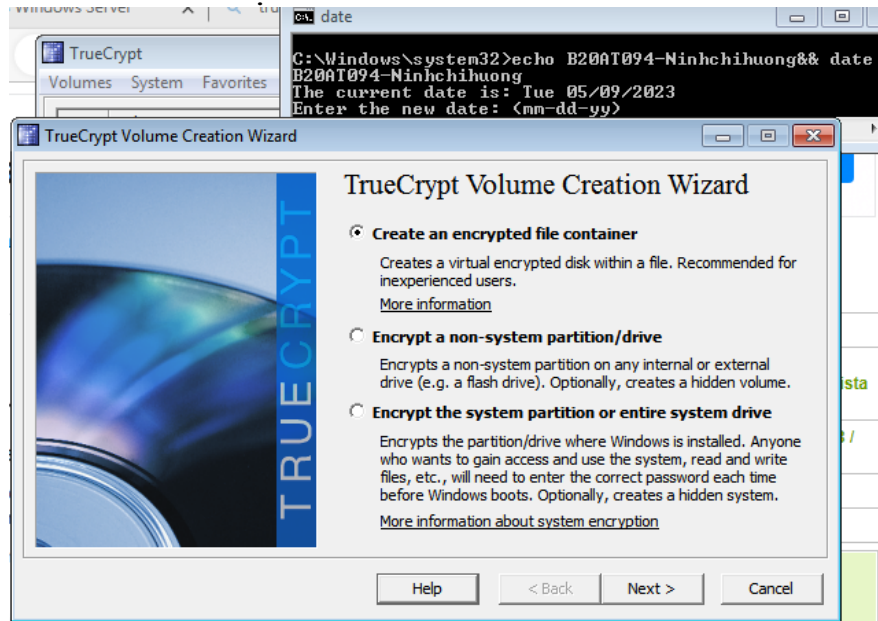 Windows Server
date
TrueCrypt
Volumes System Favorites
C:\Windows\system32>echo B20AT094-Ninhchihuong&& date
B20AT094-Ninhchihuong
The current date is: Tue 05/09/2023
Enter the new date: (mm-dd-yy)
TrueCrypt Volume Creation Wizard
TRUECRYPT
TrueCrypt Volume Creation Wizard
Create an encrypted file container
Creates a virtual encrypted disk within a file. Recommended for
inexperienced users.
More information
Encrypt a non-system partition/drive
Encrypts a non-system partition on any internal or external
drive (e.g. a flash drive). Optionally, creates a hidden volume.
Encrypt the system partition or entire system drive
Encrypts the partition/drive where Windows is installed. Anyone
who wants to gain access and use the system, read and write
files, etc., will need to enter the correct password each time
before Windows boots. Optionally, creates a hidden system.
More information about system encryption
ista
/
Help
< Back
Next >
Cancel